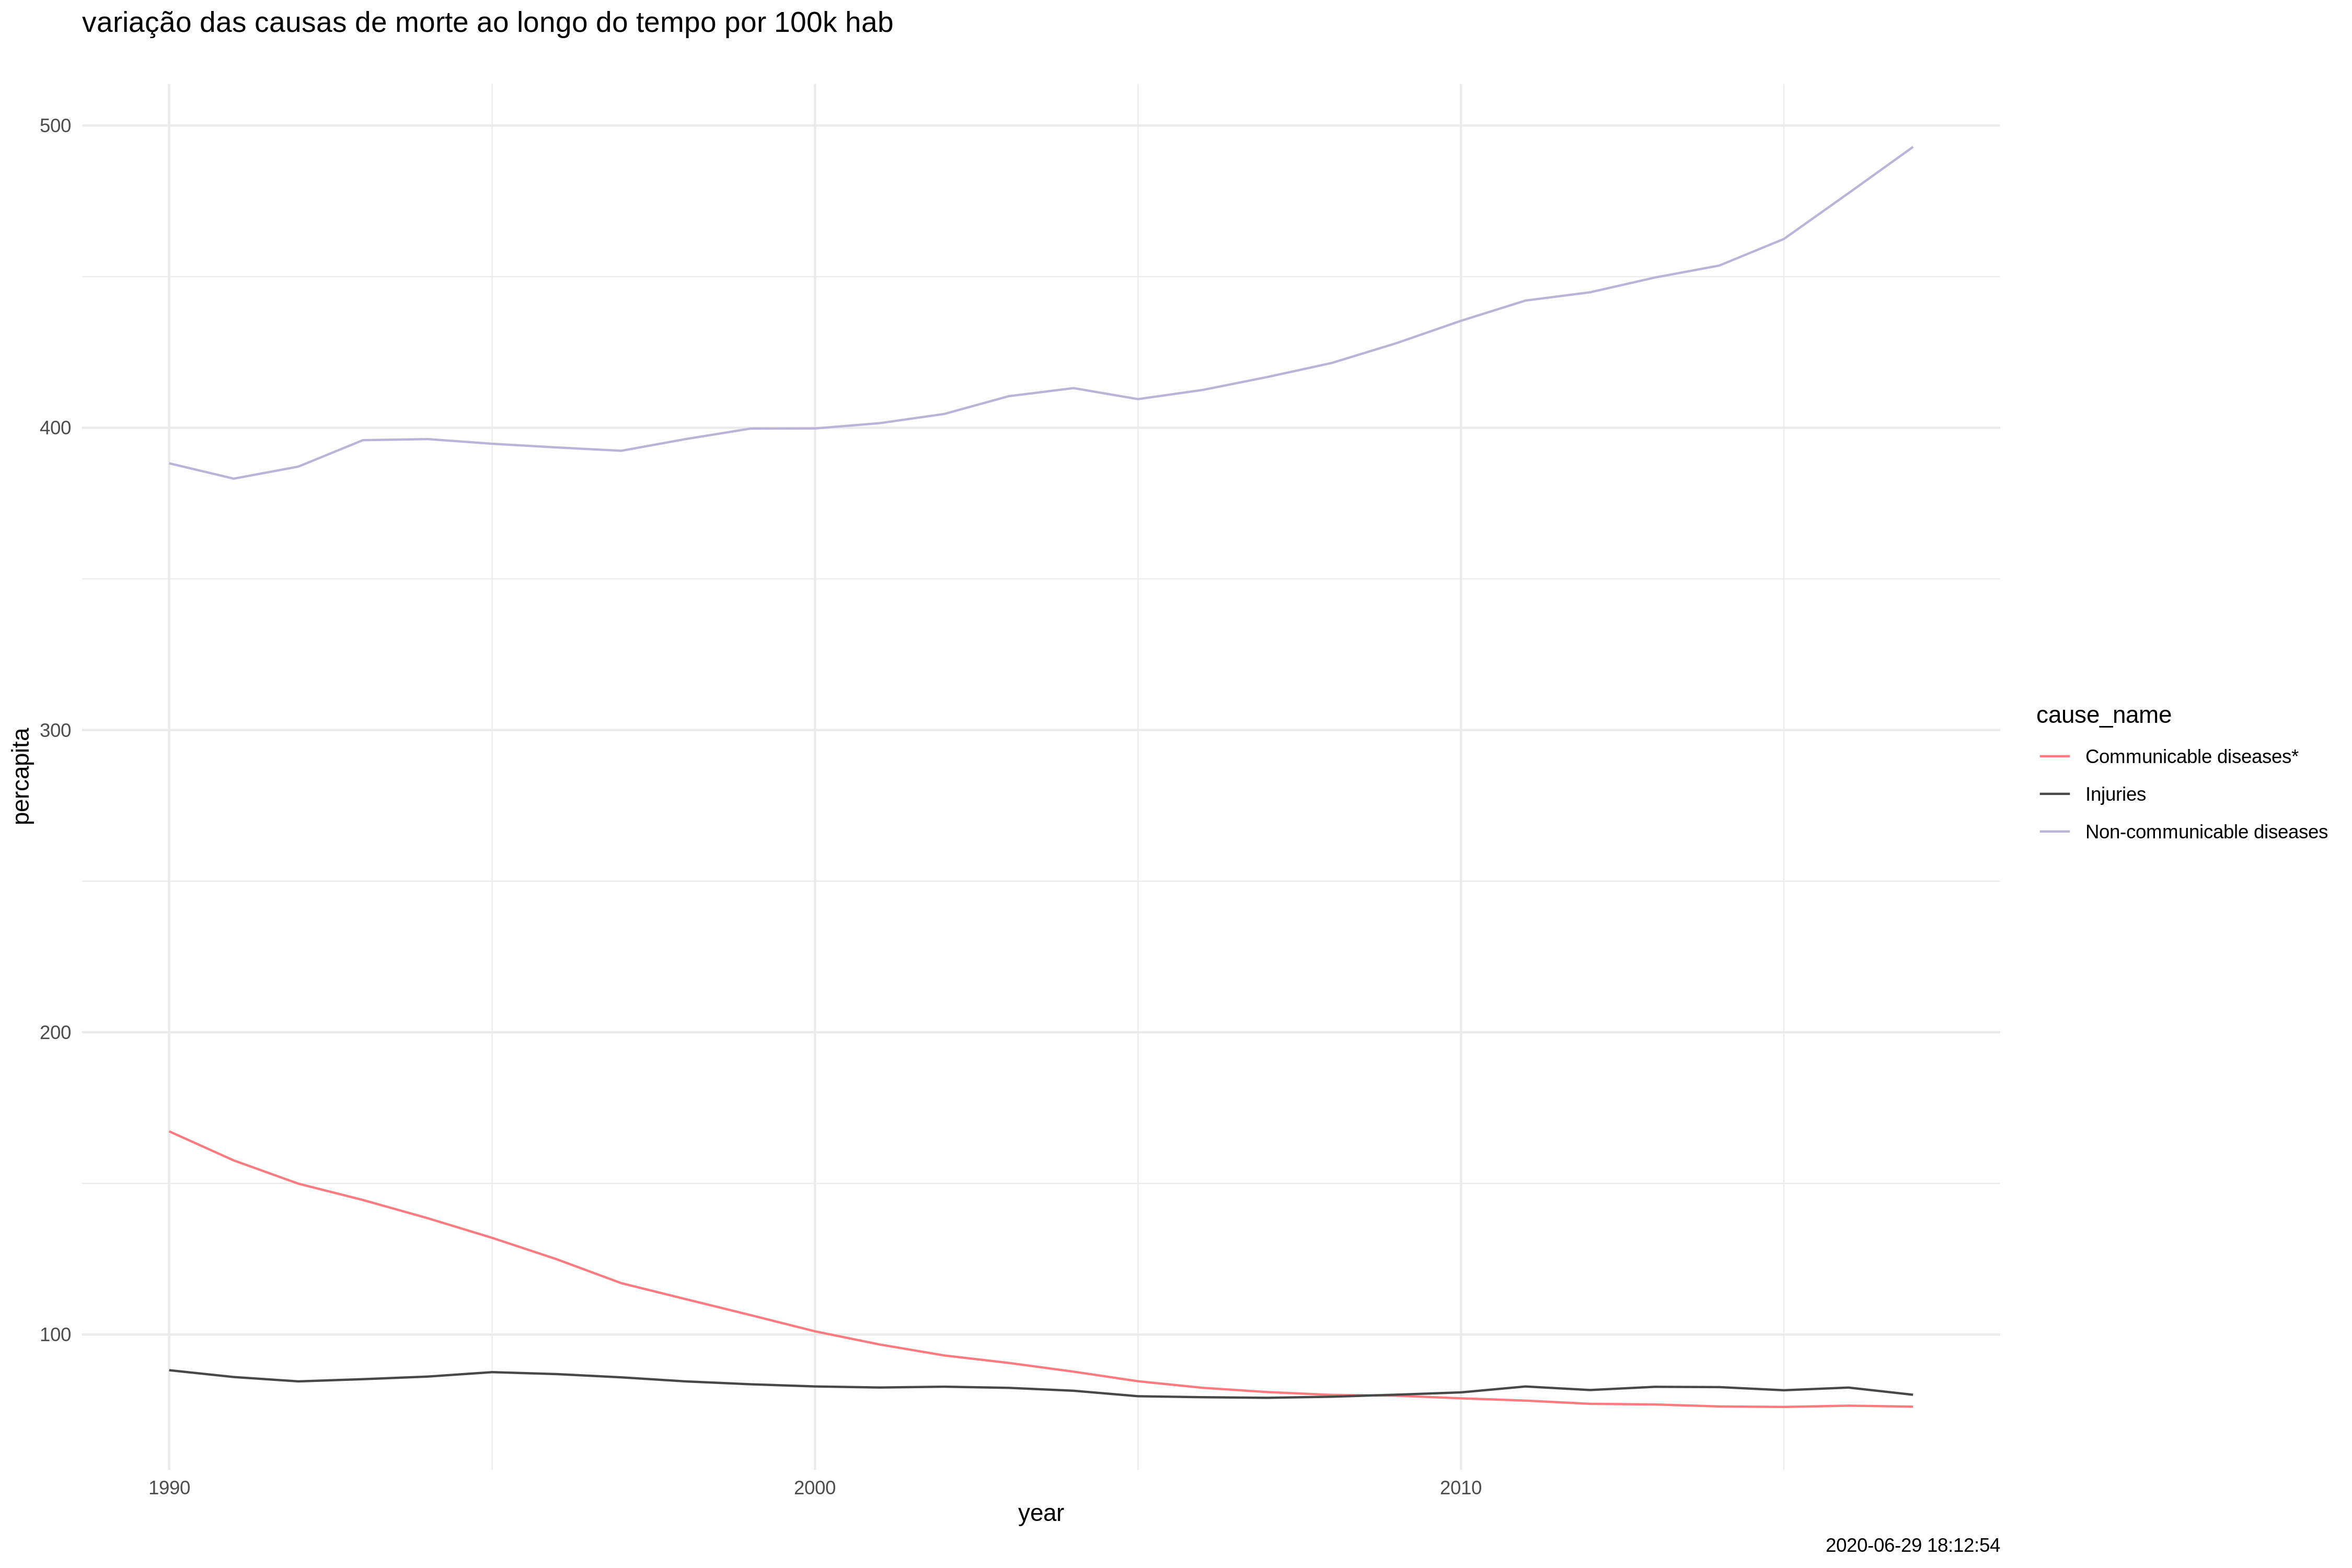 variação das causas de morte ao longo do tempo por 100k hab
500
400
300
200
100
percapita
1990
2000
2010
year
cause_name
Communicable diseases*
Injuries
Non-communicable diseases
2020-06-29 18:12:54